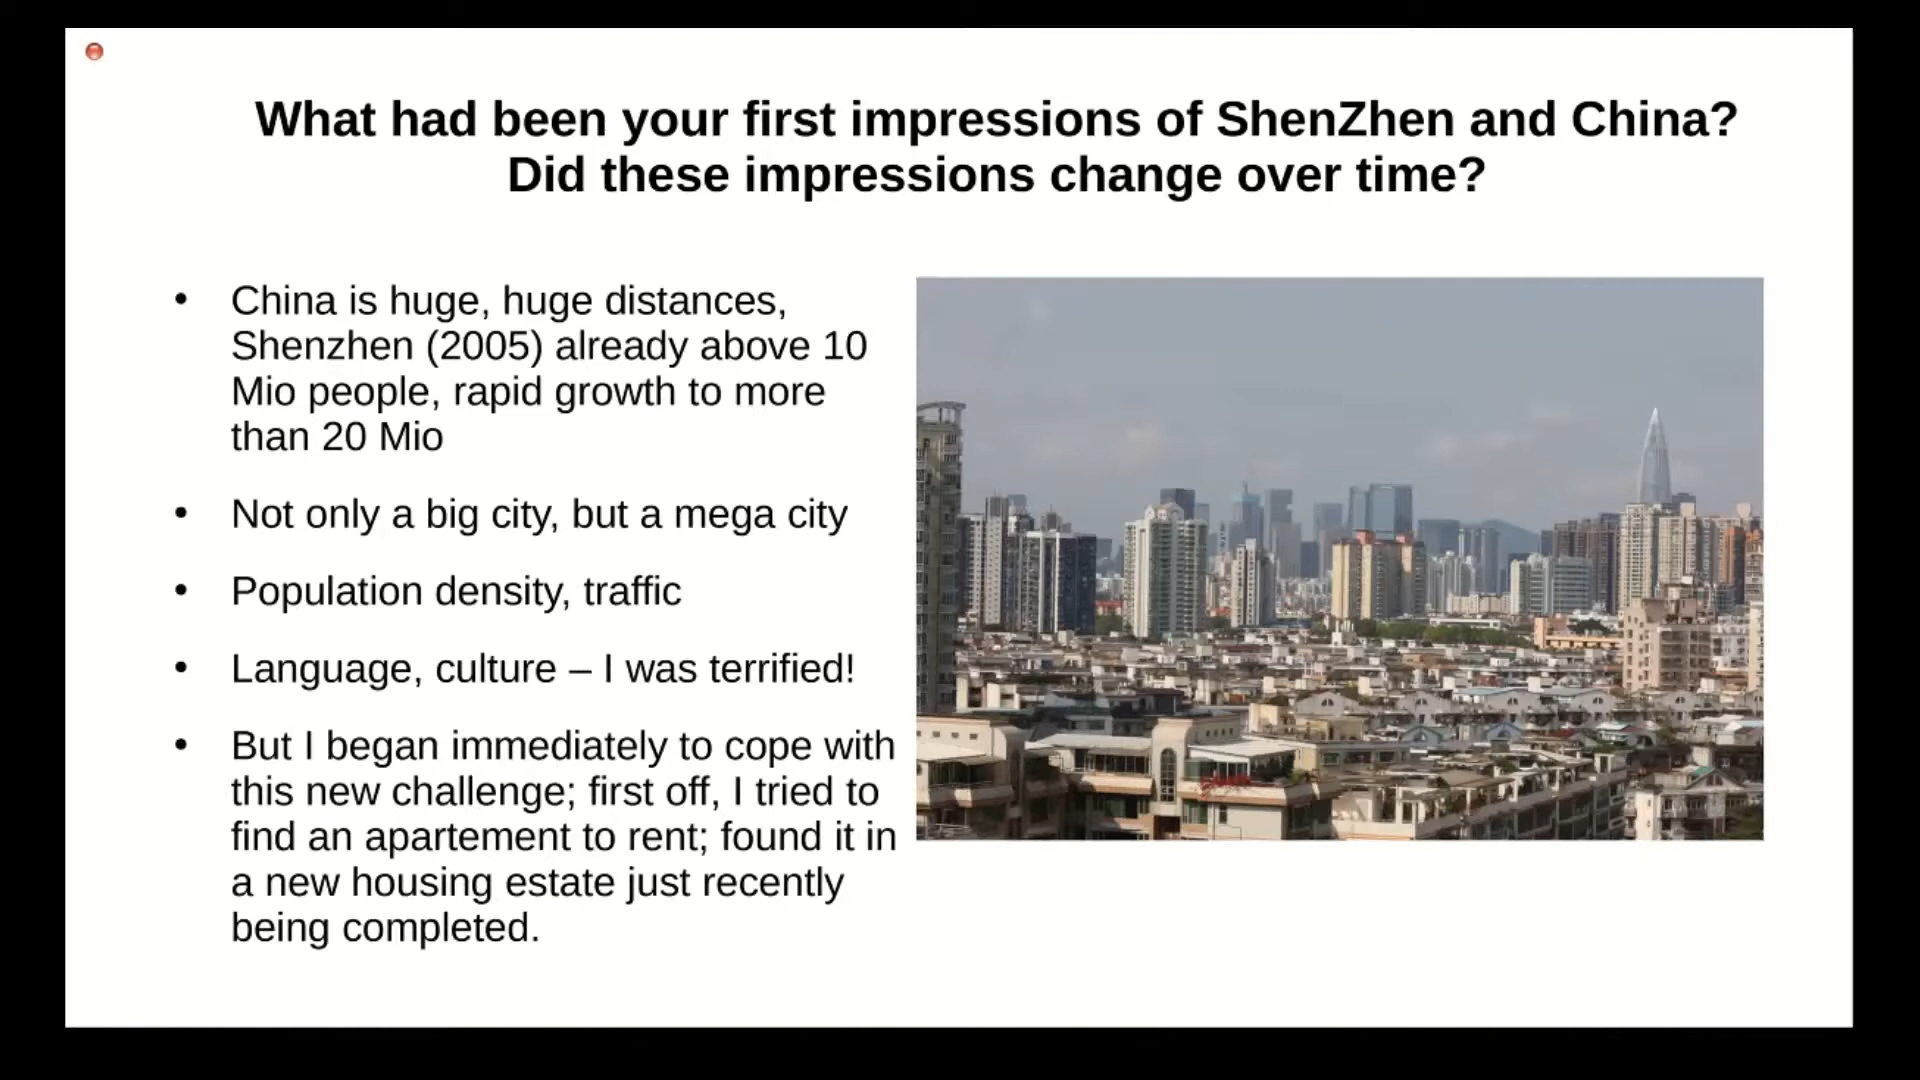 What had been your first impressions of ShenZhen and China?
Did these impressions change over time?
• China is huge, huge distances,
Shenzhen (2005) already above 10
Mio people, rapid growth to more
than 20 Mio
• Not only a big city, but a mega city
• Population density, traffic
• Language, culture – I was terrified!
• But I began immediately to cope with
this new challenge; first off, I tried to
find an apartement to rent; found it in
a new housing estate just recently
being completed.